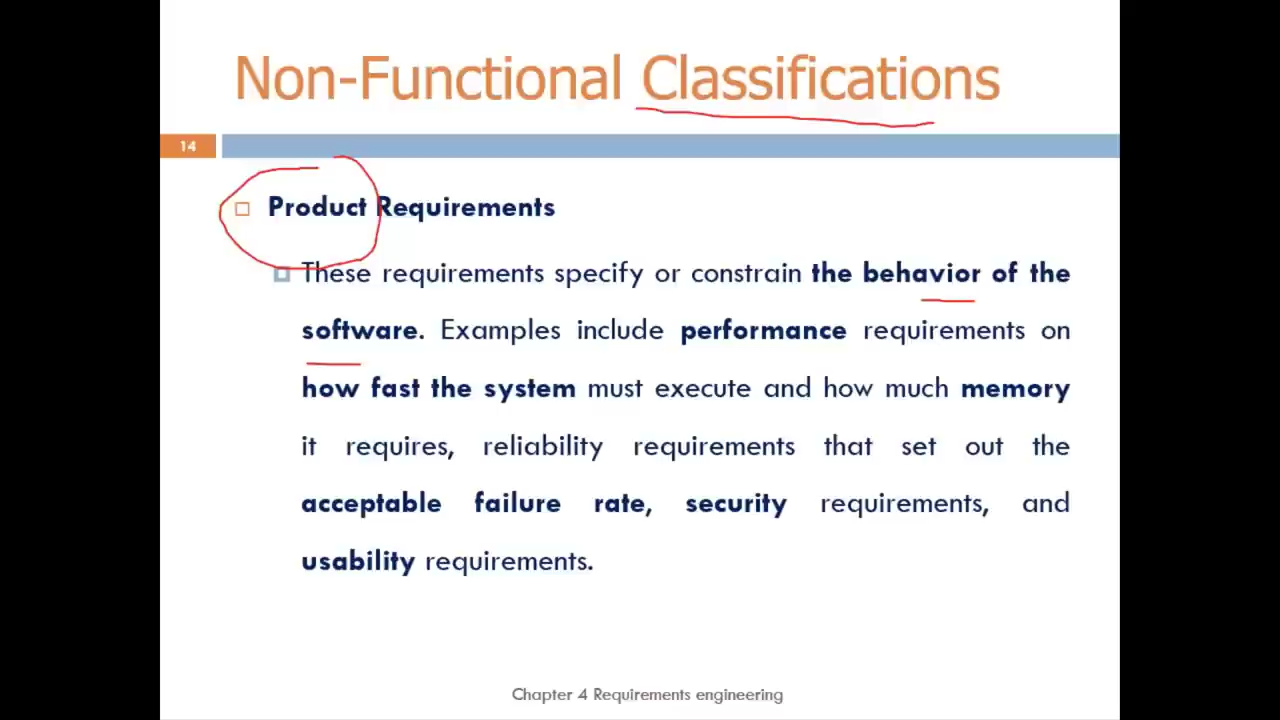 Non-Functional Classifications
14
Product Requirements
These requirements specify or constrain the behavior of the
software. Examples include performance requirements on
how fast the system must execute and how much memory
it requires, reliability requirements that set out the
acceptable failure rate, security requirements, and
usability requirements.
Chapter 4 Requirements engineering